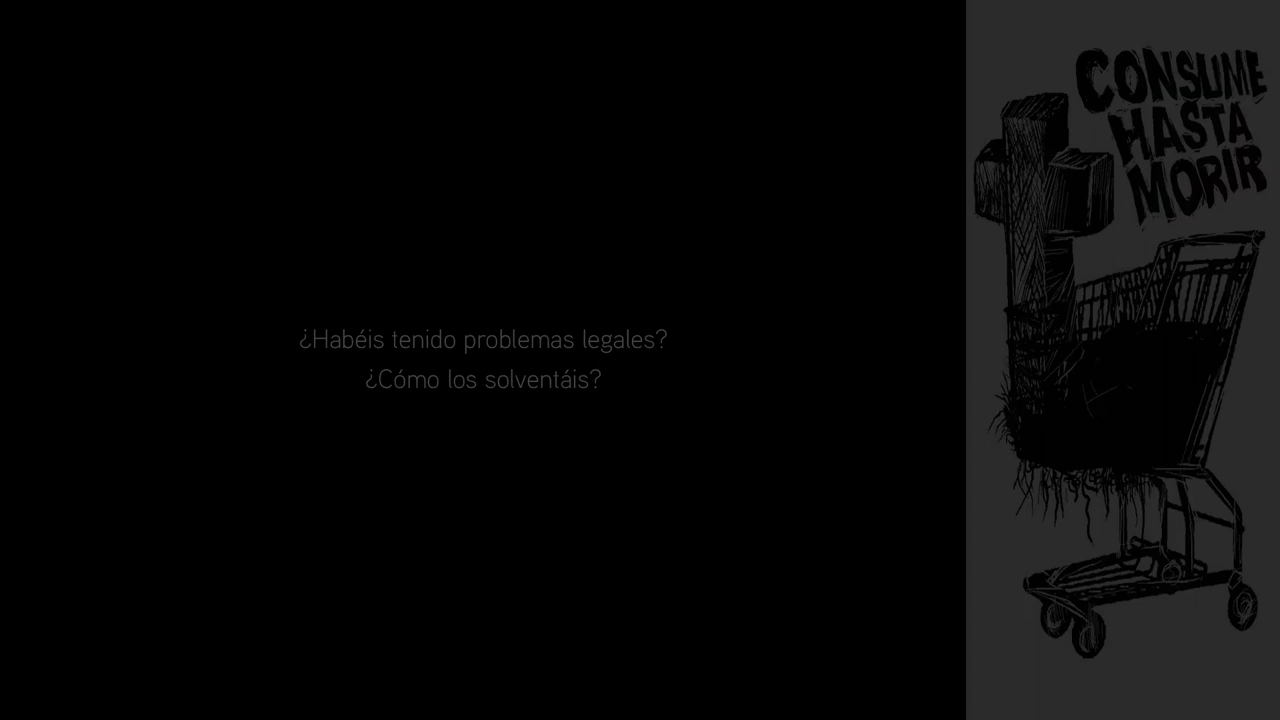 ¿Habéis tenido problemas legales?
¿Cómo los solventáis?
CONSUME
HASTA
MORIR